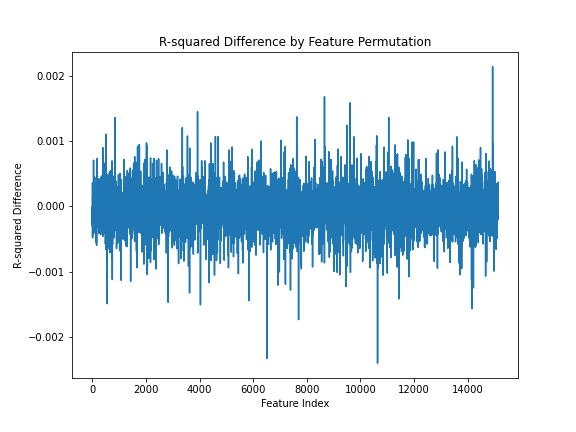 R-squared Difference by Feature Permutation
0.002
0.001
0.000
−0.001
−0.002
R-squared Difference
0 2000 4000 6000 8000 10000 12000 14000
Feature Index